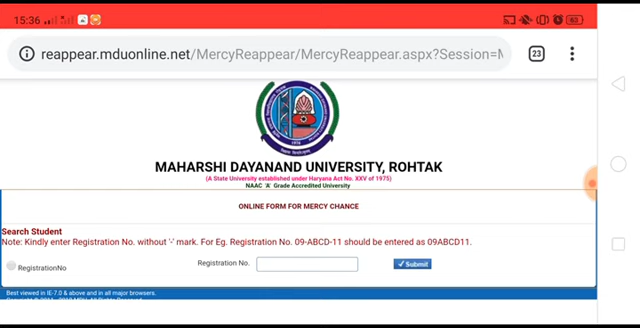 15:36
63
reappear.mduonline.net/MercyReappear/MercyReappear.aspx?Session=M
23
MAHARSHI DAYANAND UNIVERSITY, ROHTAK
(A State University established under Haryana Act No. XXV of 1975)
NAAC 'A' Grade Accredited University
ONLINE FORM FOR MERCY CHANCE
Search Student
Note: Kindly enter Registration No. without '-' mark. For Eg. Registration No. 09-ABCD-11 should be entered as 09ABCD11.
RegistrationNo
Registration No.
Submit
Best viewed in IE-7.0 & above and in all major browsers.